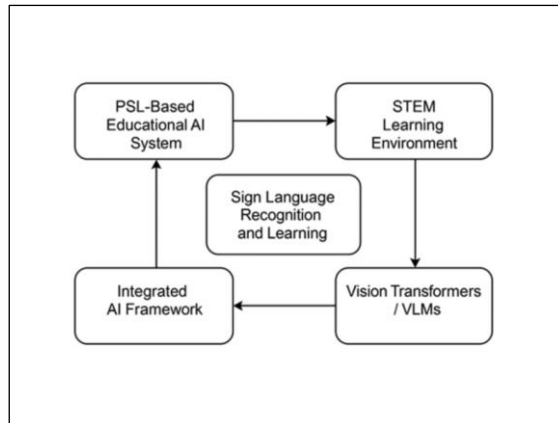 PSL-Based
Educational AI
System
STEM
Learning
Environment
Sign Language
Recognition
and Learning
Integrated
AI Framework
Vision Transformers
/ VLMs